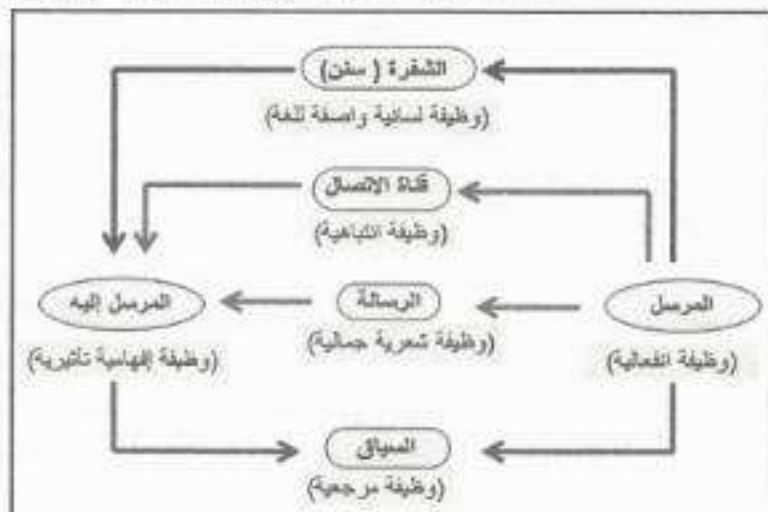 الشفرة ( سنن)
(وظيفة لسانية واصفة للغة)
قناة الاتصال
(وظيفة انتباهية)
المرسل
(وظيفة انفعالية)
الرسالة
(وظيفة شعرية جمالية)
المرسل إليه
(وظيفة إفهامية تأثيرية)
السياق
(وظيفة مرجعية)